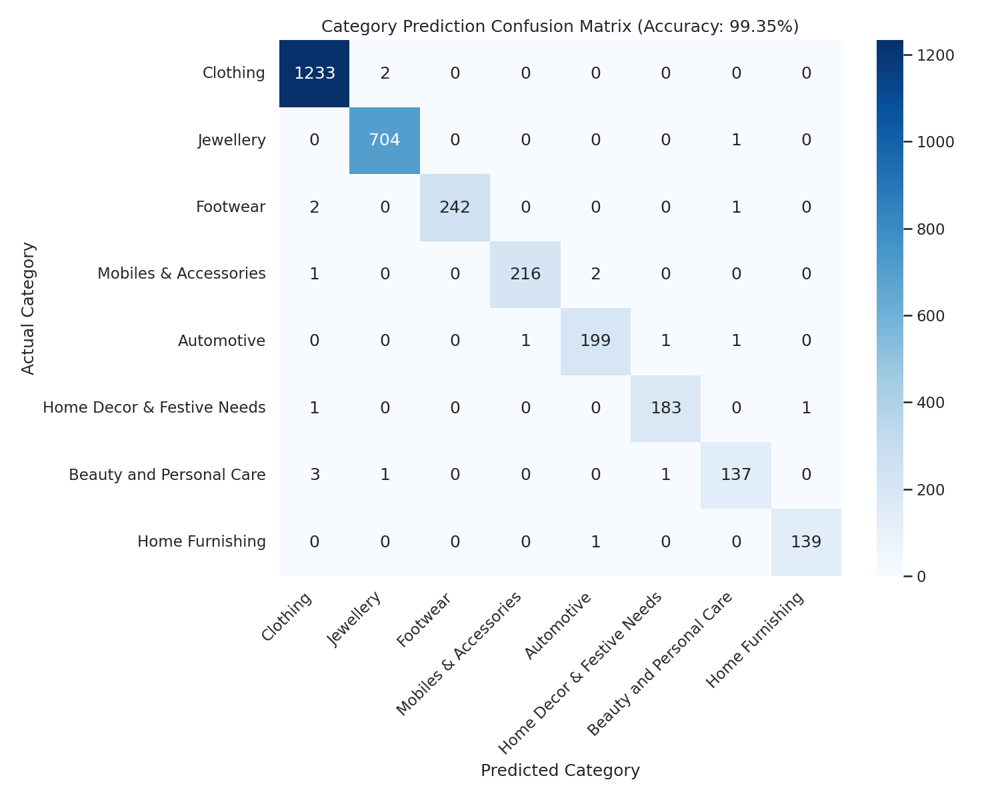 Category Prediction Confusion Matrix (Accuracy: 99.35%)
Clothing 1233 2 0 0 0 0 0 0
Jewellery 0 704 0 0 0 0 1 0
Footwear 2 0 242 0 0 0 1 0
Mobiles & Accessories 1 0 0 216 2 0 0 0
Automotive 0 0 0 1 199 1 1 0
Home Decor & Festive Needs 1 0 0 0 0 183 0 1
Beauty and Personal Care 3 1 0 0 0 1 137 0
Home Furnishing 0 0 0 0 1 0 0 139
Actual Category
Clothing
Jewellery
Footwear
Mobiles & Accessories
Automotive
Home Decor & Festive Needs
Beauty and Personal Care
Home Furnishing
Predicted Category
1200
1000
800
600
400
200
0